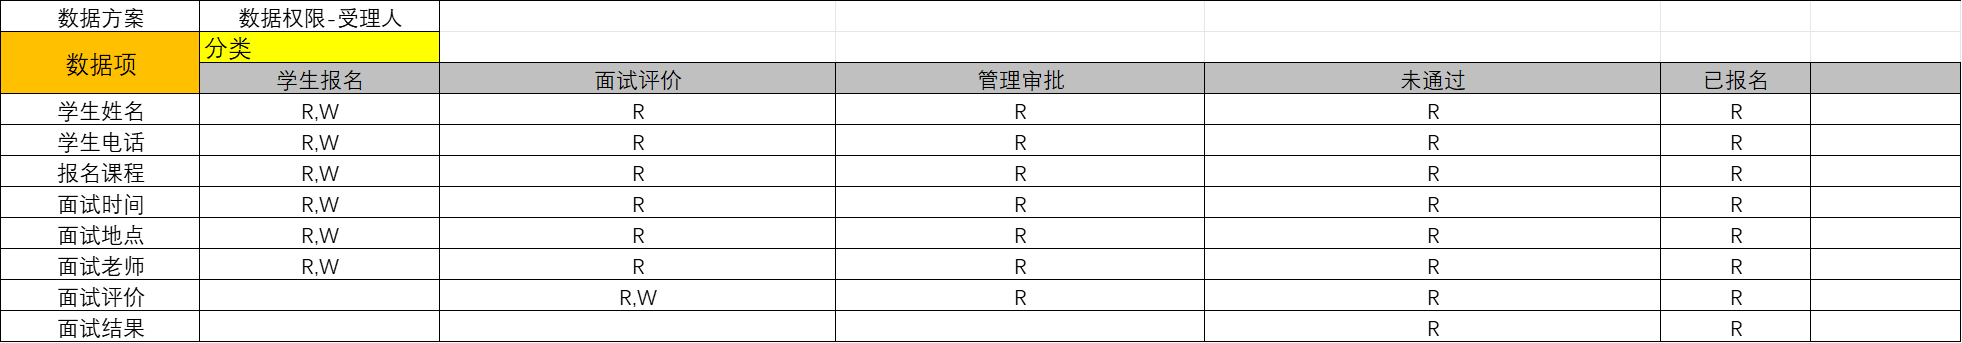 数据方案 数据权限-受理人
数据项 分类
学生报名 面试评价 管理审批 未通过 已报名
学生姓名 R,W R R R R
学生电话 R,W R R R R
报名课程 R,W R R R R
面试时间 R,W R R R R
面试地点 R,W R R R R
面试老师 R,W R R R R
面试评价 R,W R R R
面试结果 R R